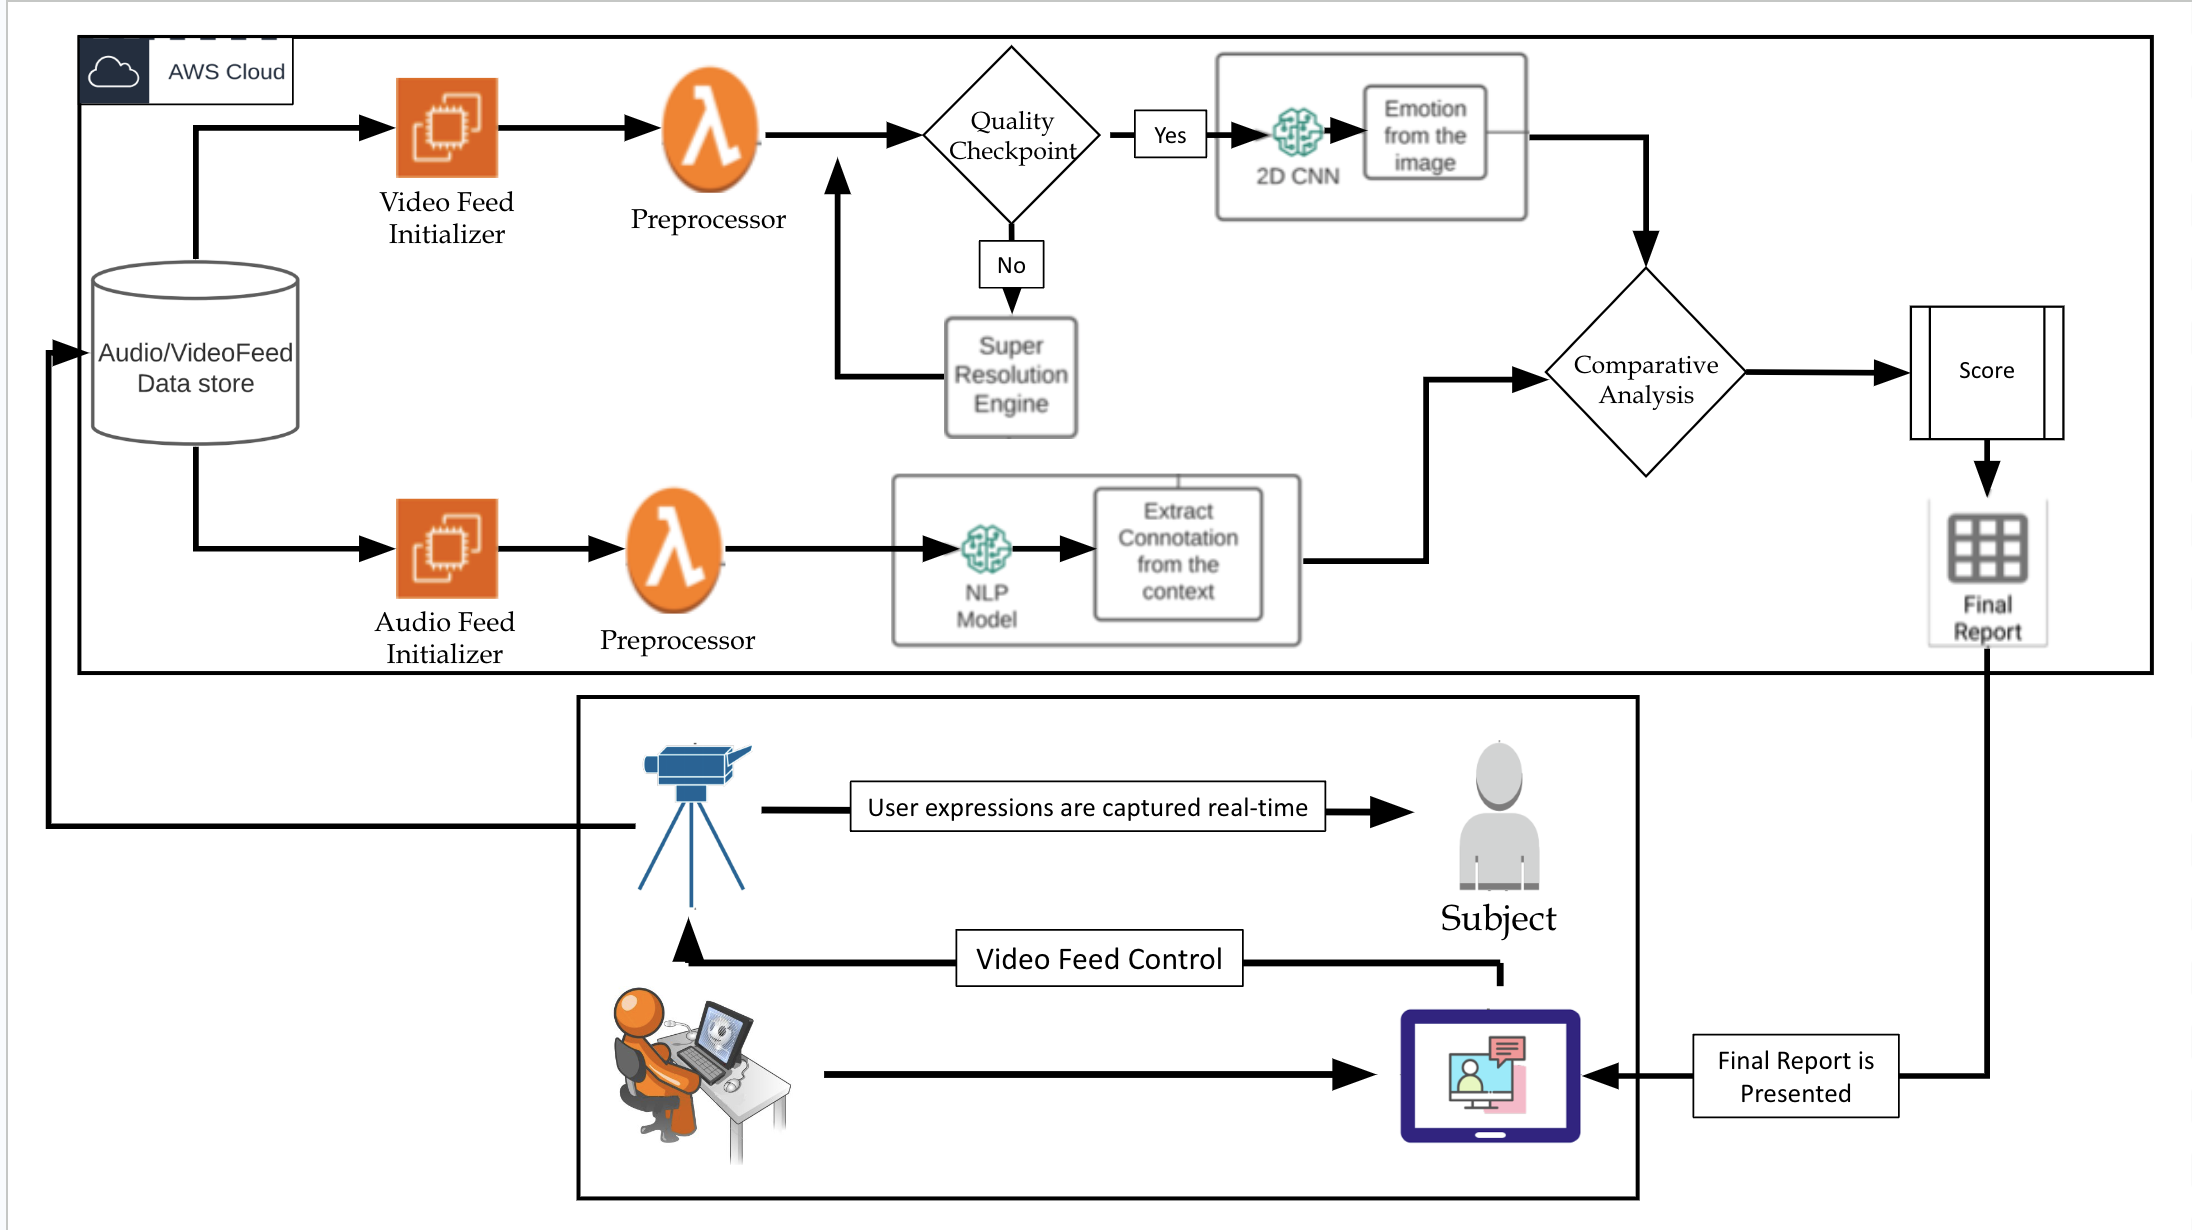 AWS Cloud
Video Feed
Initializer
Preprocessor
Quality
Checkpoint
Yes
2D CNN
Emotion
from the
image
No
Super
Resolution
Engine
Audio/VideoFeed
Data store
Comparative
Analysis
Score
Audio Feed
Initializer
Preprocessor
NLP
Model
Extract
Connotation
from the
context
Final
Report
User expressions are captured real-time
Subject
Video Feed Control
Final Report is
Presented